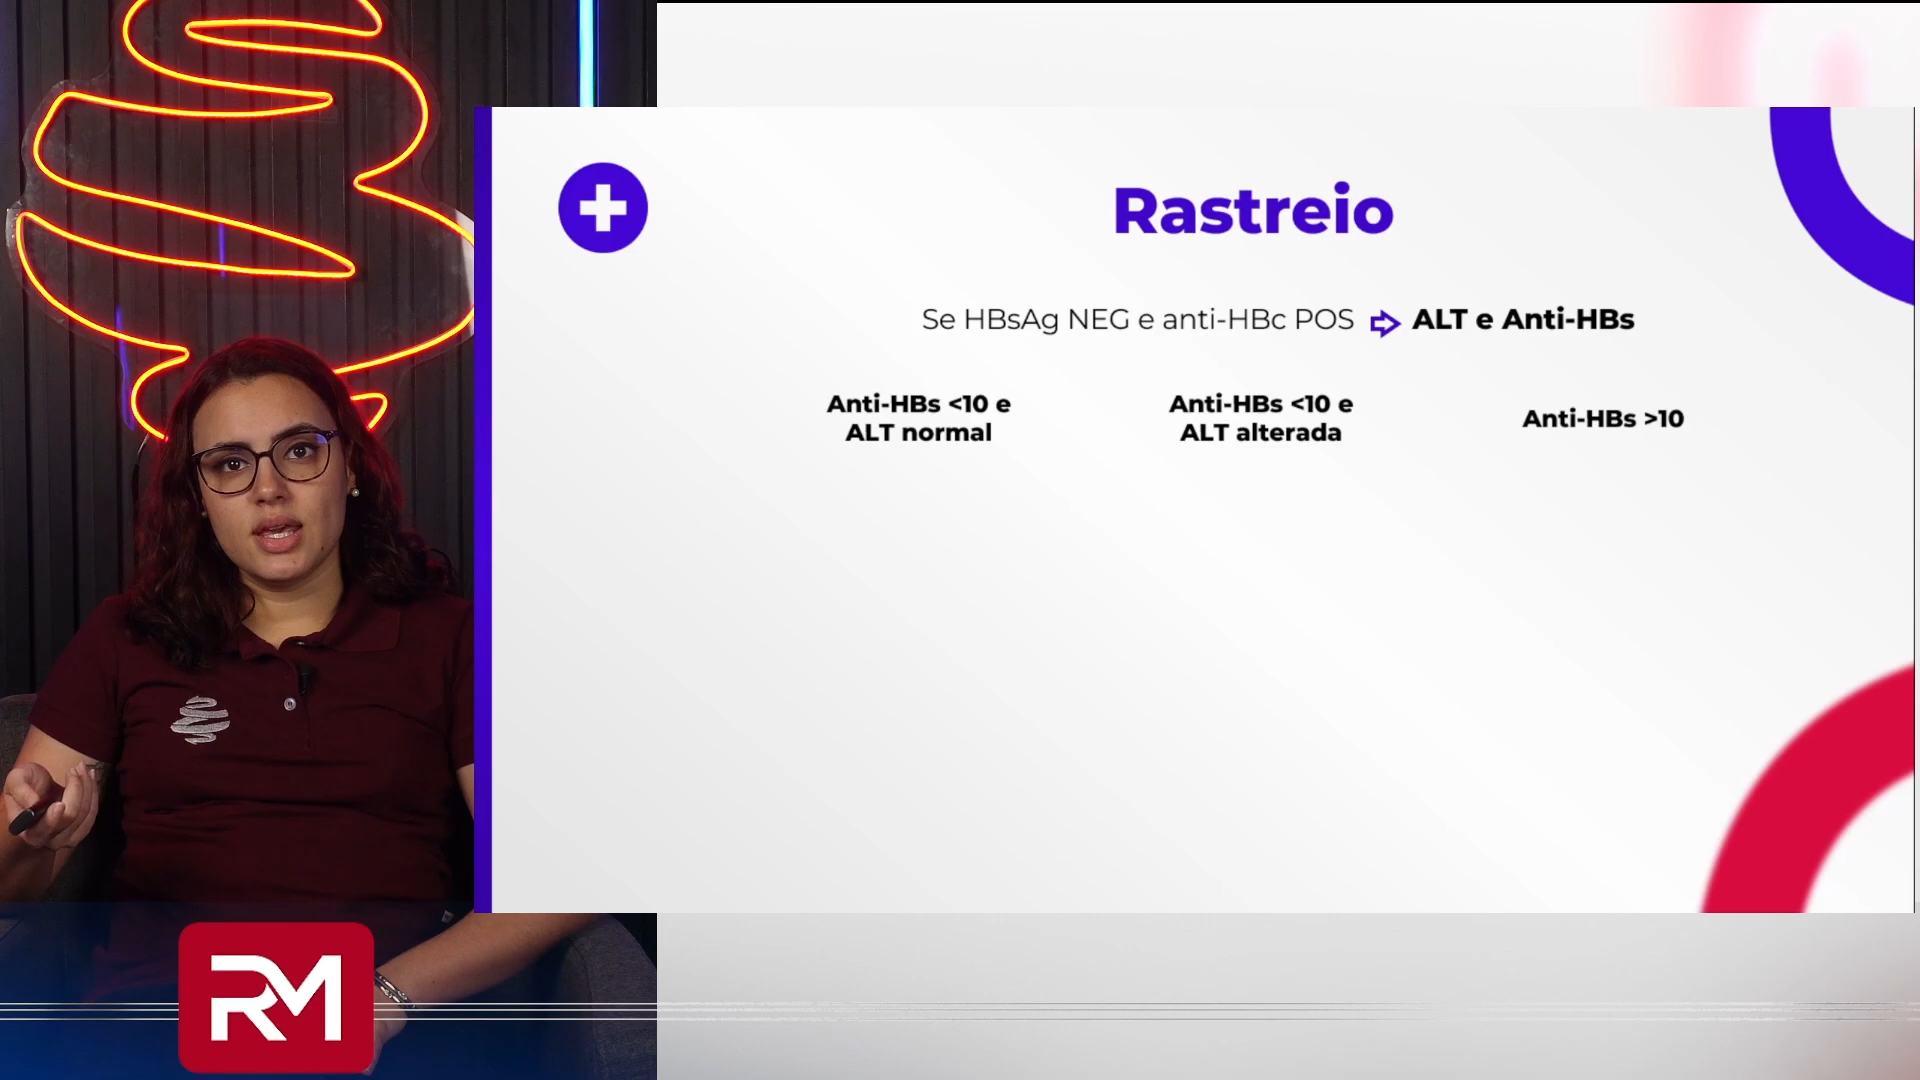 Rastreio
Se HBsAg NEG e anti-HBc POS ALT e Anti-HBs
Anti-HBs <10 e
ALT normal
Anti-HBs <10 e
ALT alterada
Anti-HBs >10
RM